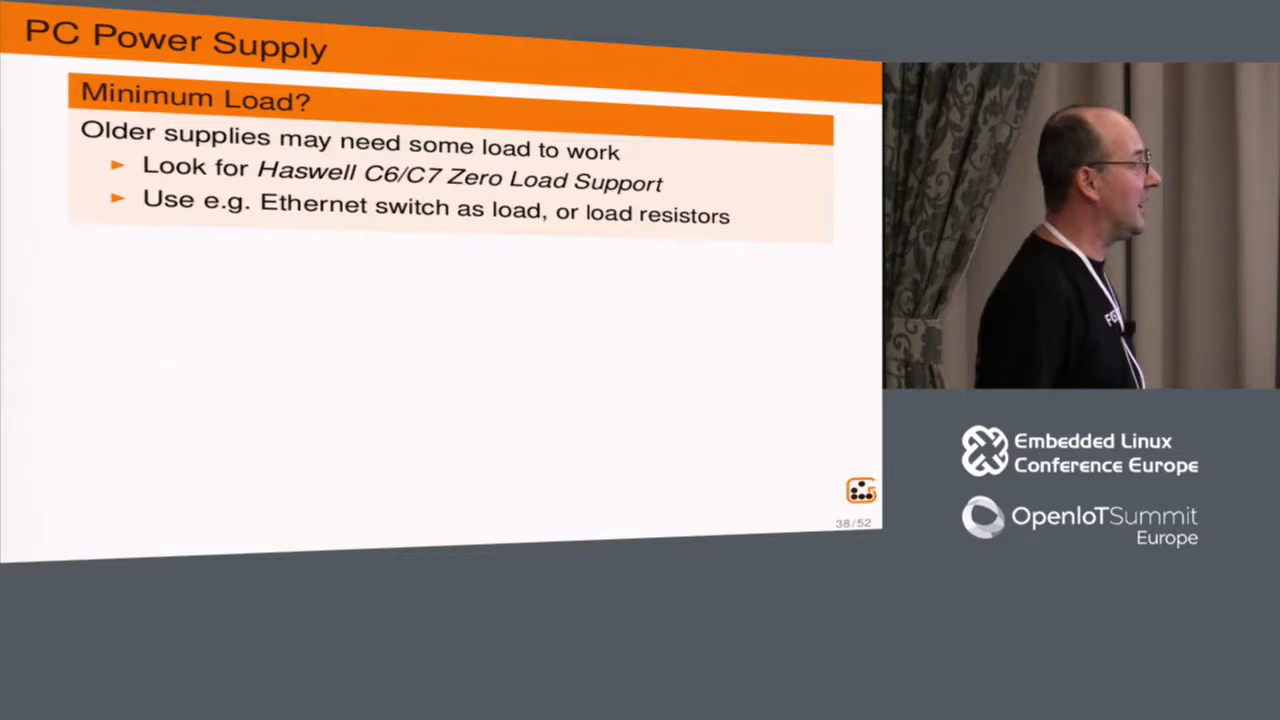 PC Power Supply
Minimum Load?
Older supplies may need some load to work
Look for Haswell C6/C7 Zero Load Support
Use e.g. Ethernet switch as load, or load resistors
38/52
FG
Embedded Linux
Conference Europe
OpenIoTSummit
Europe